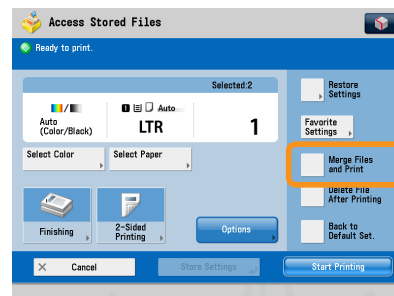 Access Stored Files
Ready to print.
Selected:2
Restore
Settings
Auto
Auto
(Color/Black)
LTR
1
Favorite
Settings
Select Color
Select Paper
Merge Files
and Print
Delete File
After Printing
Finishing
2-Sided
Printing
Options
Back to
Default Set.
Cancel
Store Settings
Start Printing